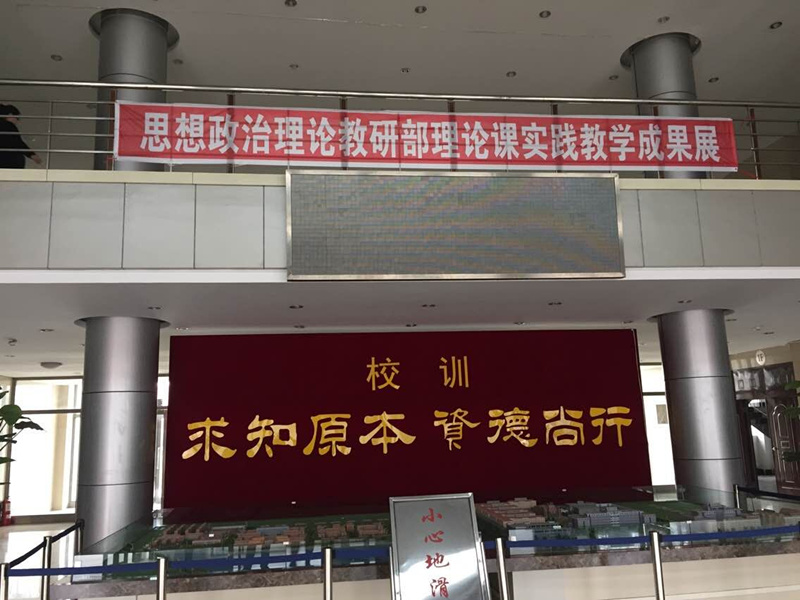 思想政治理论教研部理论课实践教学成果展
校训
求知原本 資德尚行
小心地滑